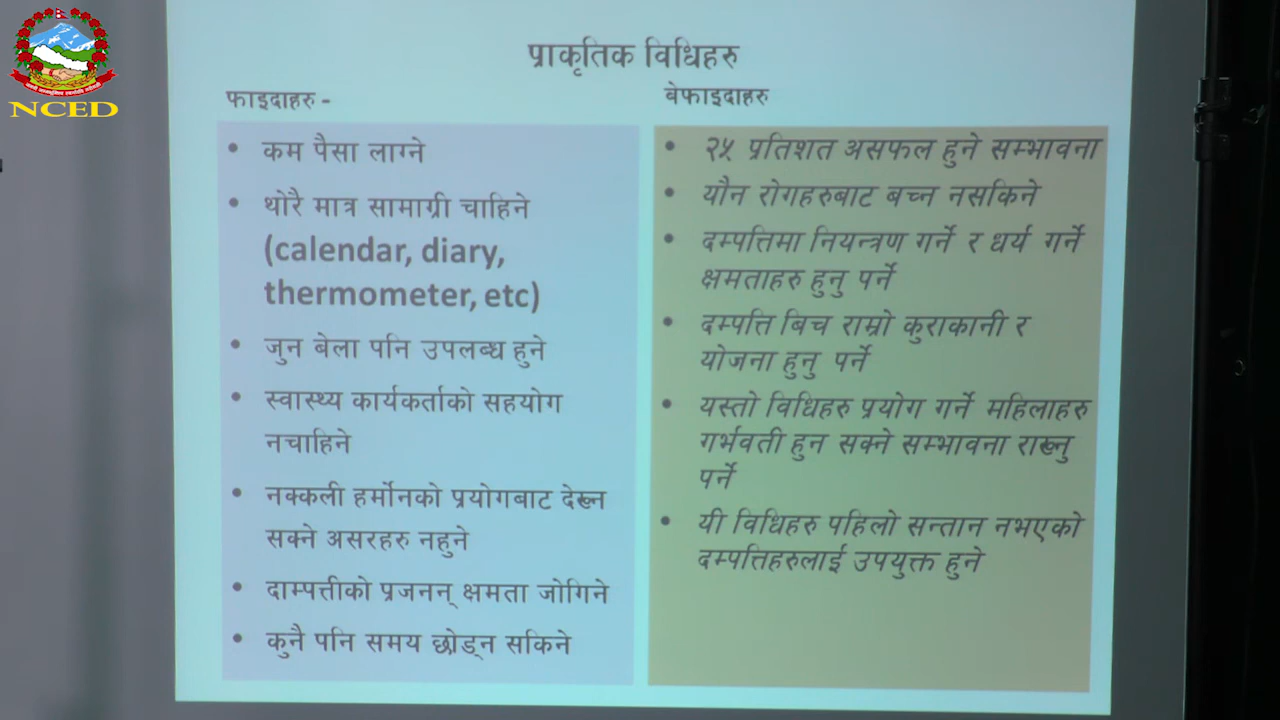 NCED
प्राकृतिक विधिहरु
फाइदाहरु -
• कम पैसा लाग्ने
• थोरै मात्र सामाग्री चाहिने
(calendar, diary,
thermometer, etc)
• जुन बेला पनि उपलब्ध हुने
• स्वास्थ्य कार्यकर्ताको सहयोग
नचाहिने
• नक्कली हर्मोनको प्रयोगबाट देख्न
सक्ने असरहरु नहुने
• दाम्पत्तीको प्रजनन् क्षमता जोगिने
• कुनै पनि समय छोड्न सकिने
वेफाइदाहरु
• २५ प्रतिशत असफल हुने सम्भावना
• यौन रोगहरुबाट बच्न नसकिने
• दम्पत्तिमा नियन्त्रण गर्ने र धर्य गर्ने
क्षमताहरु हुनु पर्ने
• दम्पत्ति बिच राम्रो कुराकानी र
योजना हुनु पर्ने
• यस्तो विधिहरु प्रयोग गर्ने महिलाहरु
गर्भवती हुन सक्ने सम्भावना राख्नु
पर्ने
• यी विधिहरु पहिलो सन्तान नभएको
दम्पत्तिहरुलाई उपयुक्त हुने